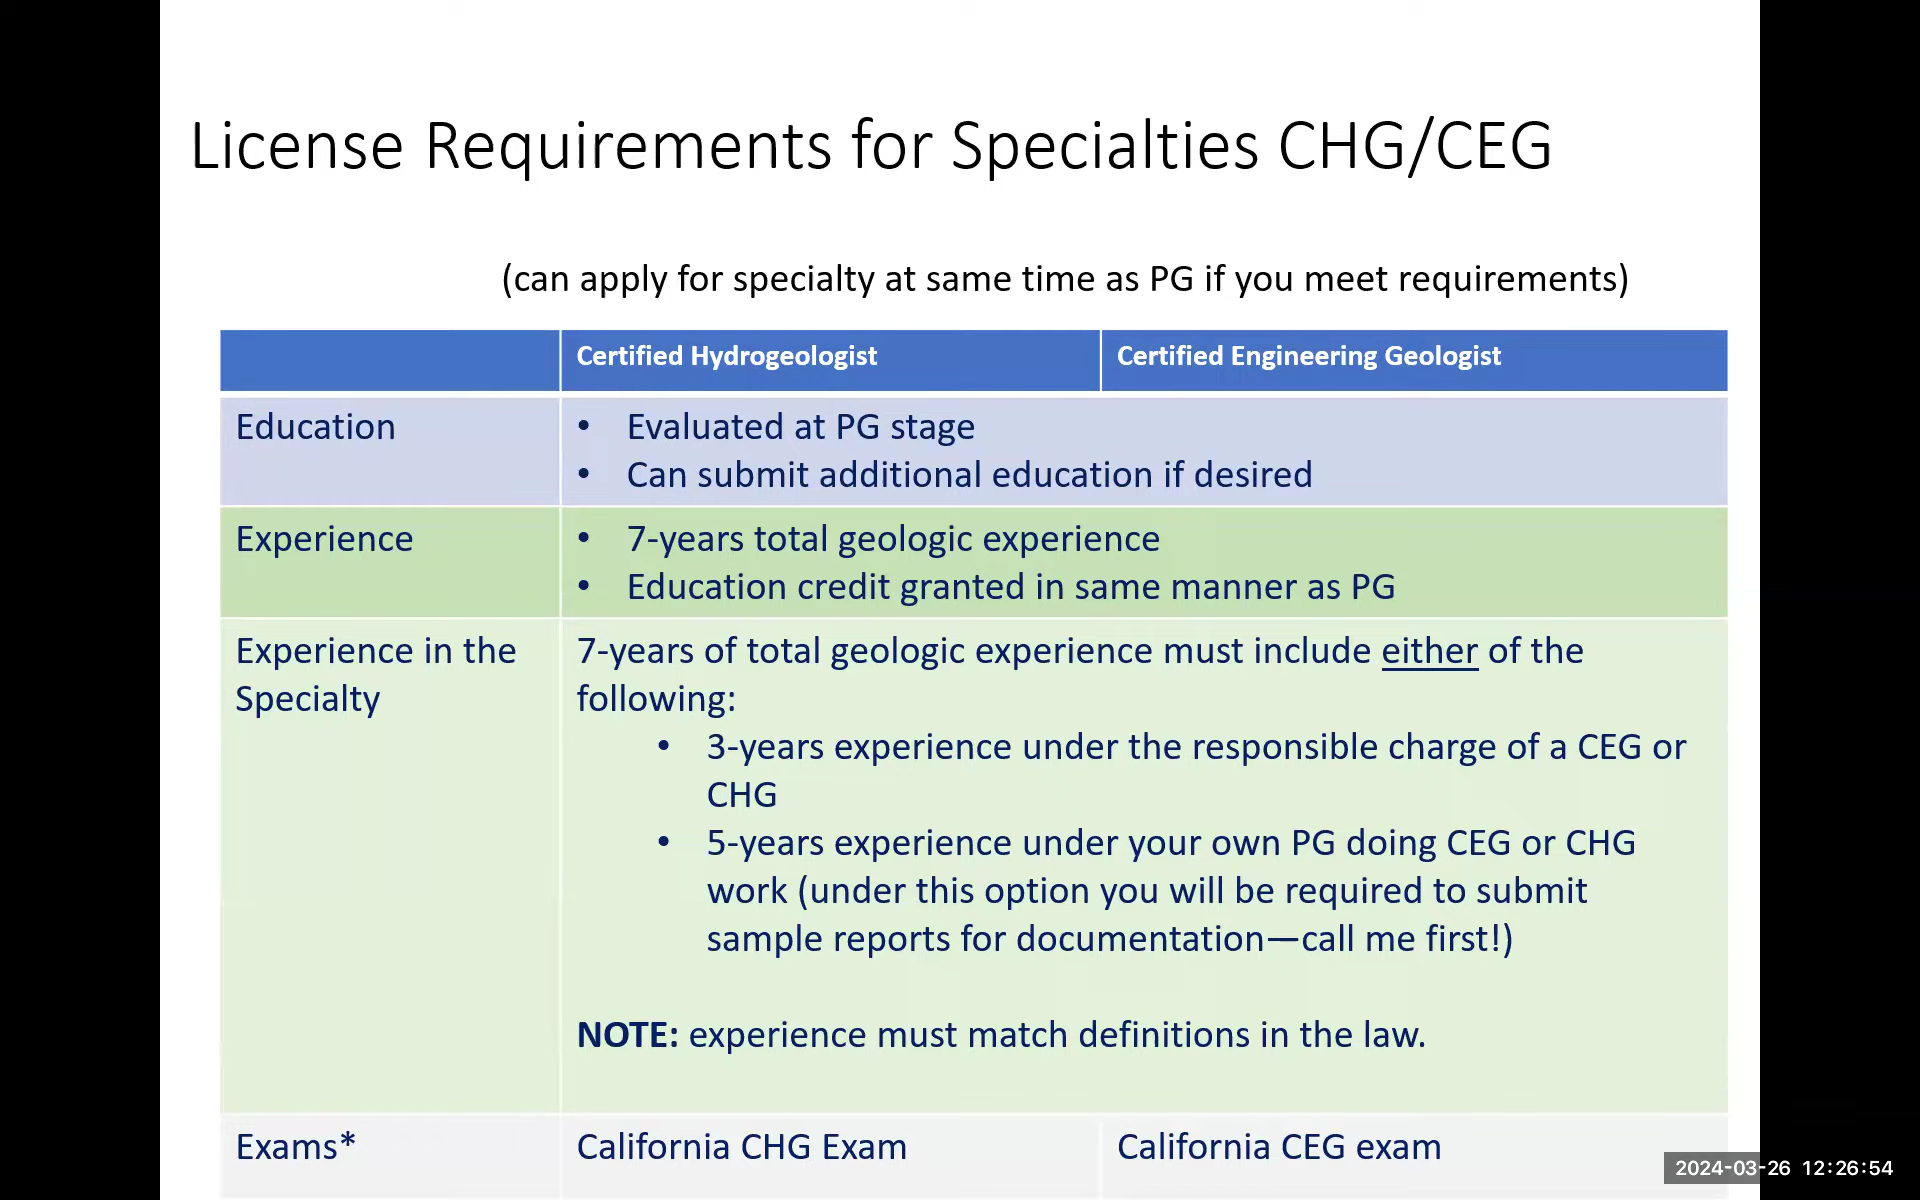 License Requirements for Specialties CHG/CEG
(can apply for specialty at same time as PG if you meet requirements)
Certified Hydrogeologist
Certified Engineering Geologist
Education
• Evaluated at PG stage
• Can submit additional education if desired
Experience
• 7-years total geologic experience
• Education credit granted in same manner as PG
Experience in the
Specialty
7-years of total geologic experience must include either of the
following:
• 3-years experience under the responsible charge of a CEG or
CHG
• 5-years experience under your own PG doing CEG or CHG
work (under this option you will be required to submit
sample reports for documentation—call me first!)
NOTE: experience must match definitions in the law.
Exams*
California CHG Exam
California CEG exam
2024-03-26 12:26:54